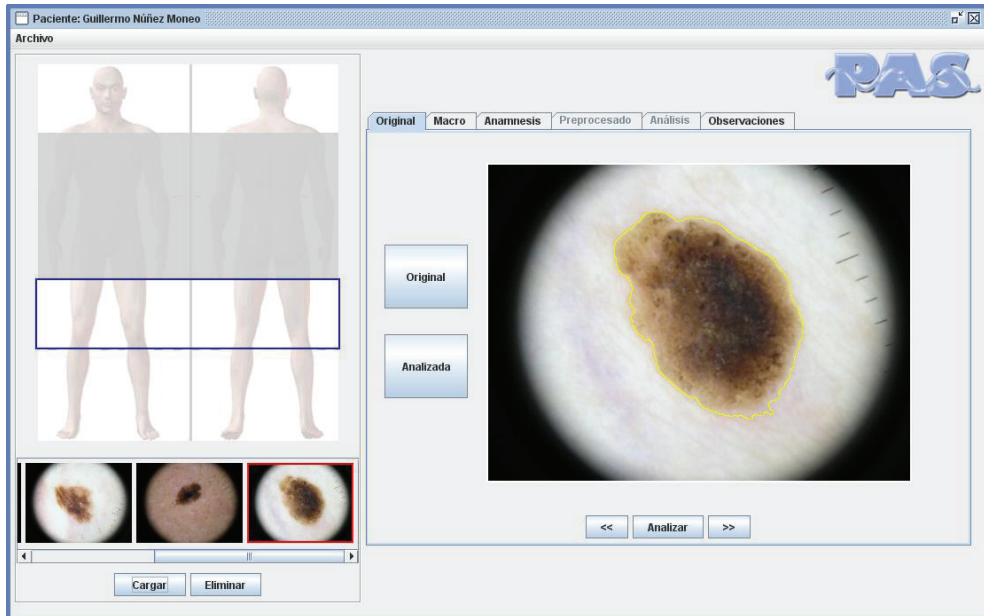 Paciente: Guillermo Núñez Moneo
Archivo
PAS
Original Macro Anamnesis Preprocesado Análisis Observaciones
Original
Analizada
<< Analizar >>
Cargar Eliminar